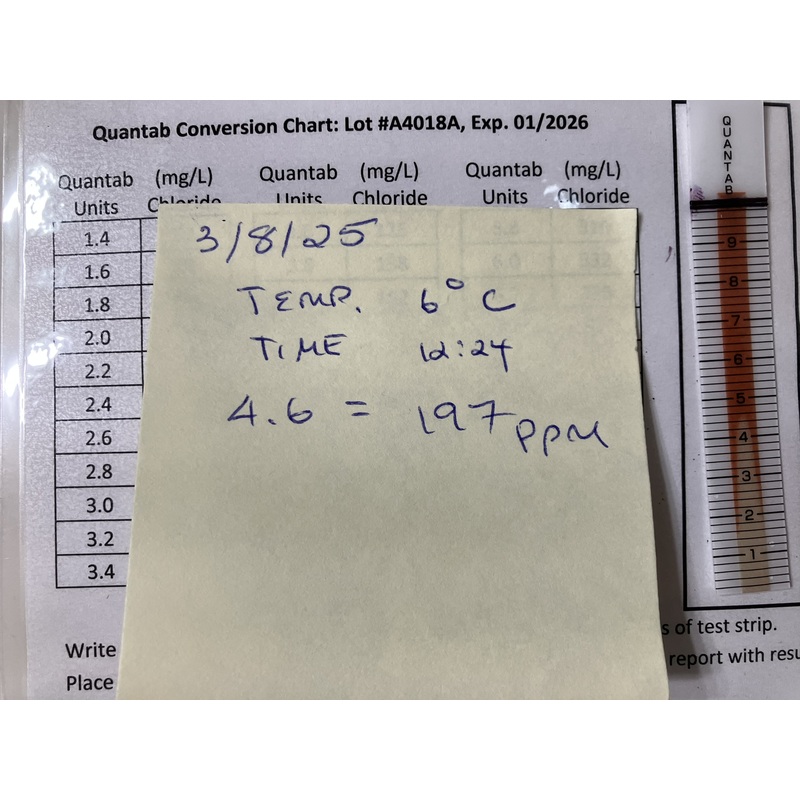 Quantab Conversion Chart: Lot #A4018A, Exp. 01/2026
Quantab Units (mg/L) Chloride Quantab Units (mg/L) Chloride Quantab Units (mg/L) Chloride
1.4
1.6
1.8
2.0
2.2
2.4
2.6
2.8
3.0
3.2
3.4
3/8/25
TEMP. 6° C
TIME 12:24
4.6 = 197 ppm
Write
Place
s of test strip.
report with resu
QUANTAB
9
8
7
6
5
4
3
2
1